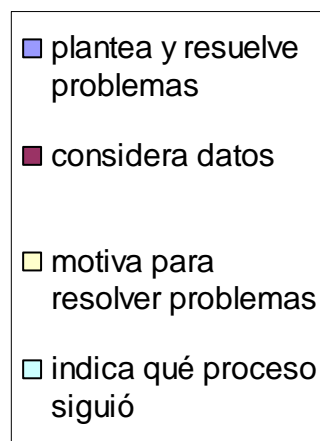 plantea y resuelve
problemas
considera datos
motiva para
resolver problemas
indica qué proceso
siguió